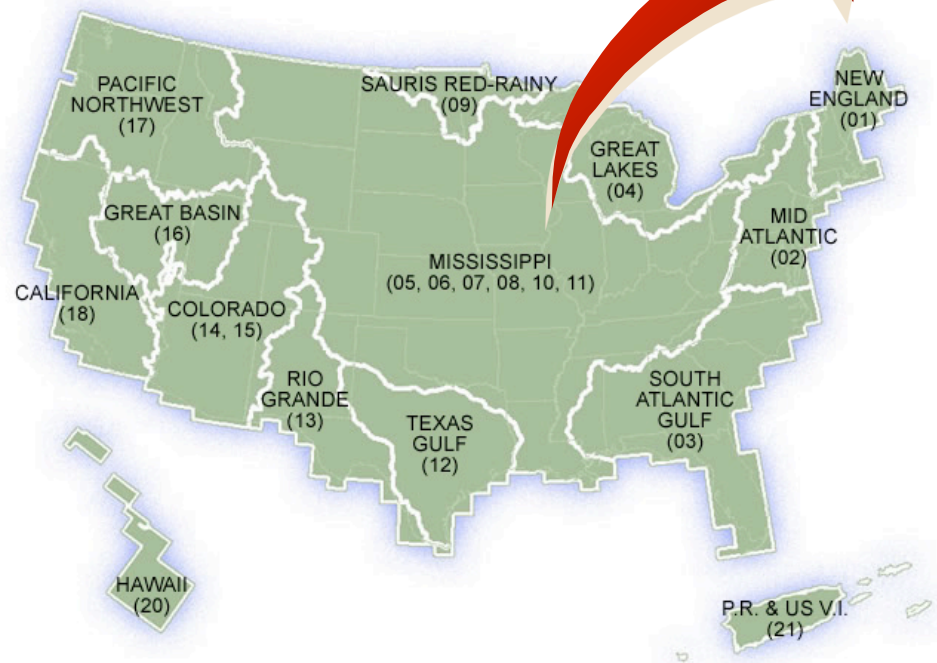 PACIFIC
NORTHWEST
(17)
SAURIS RED-RAINY
(09)
NEW
ENGLAND
(01)
GREAT
LAKES
(04)
GREAT BASIN
(16)
MID
ATLANTIC
(02)
MISSISSIPPI
(05, 06, 07, 08, 10, 11)
CALIFORNIA
(18)
COLORADO
(14, 15)
RIO
GRANDE
(13)
TEXAS
GULF
(12)
SOUTH
ATLANTIC
GULF
(03)
HAWAII
(20)
P.R. & US V.I.
(21)